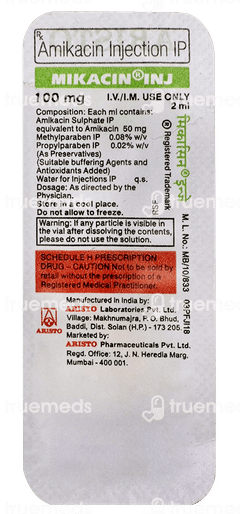 Rx
Amikacin Injection IP
MIKACIN® INJ
100 mg I.V./I.M. USE ONLY
2 ml
Composition: Each ml contains:
Amikacin Sulphate IP
equivalent to Amikacin 50 mg
Methylparaben IP 0.08% w/v
Propylparaben IP 0.02% w/v
(As Preservatives)
(Suitable buffering Agents and
Antioxidants Added)
Water for Injections IP q.s.
Dosage: As directed by the
Physician.
Store in a cool place.
Do not allow to freeze.
Warning: If any particle is visible in
the vial after dissolving the contents,
please do not use the solution.
SCHEDULE H PRESCRIPTION
DRUG – CAUTION Not to be sold by
retail without the prescription of a
Registered Medical Practitioner.
Manufactured in India by:
ARISTO Laboratories Pvt. Ltd.
Village: Makhnumajra, P. O. Bhud,
Baddi, Dist. Solan (H.P.) - 173 205.
Marketed by:
ARISTO Pharmaceuticals Pvt. Ltd.
Regd. Office: 12, J. N. Heredia Marg,
Mumbai - 400 001.
ARISTO
मिकासिन® इन्जे
® Registered Trademark
RSF
M. L. No.: MB/10/833
truemeds